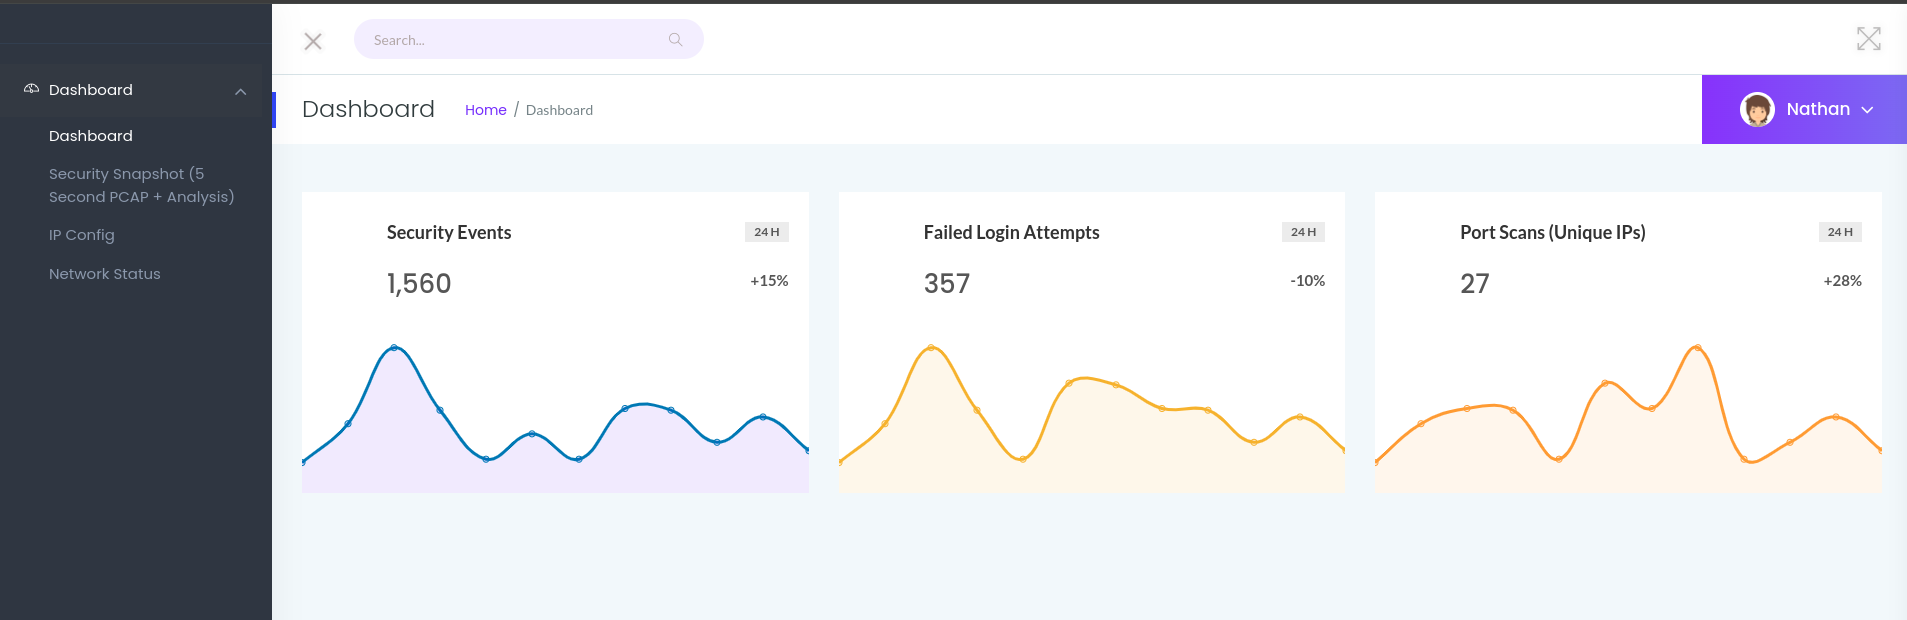 Search...
Dashboard
Dashboard
Security Snapshot (5
Second PCAP + Analysis)
IP Config
Network Status
Dashboard
Home / Dashboard
Nathan
Security Events
24 H
1,560
+15%
Failed Login Attempts
24 H
357
-10%
Port Scans (Unique IPs)
24 H
27
+28%